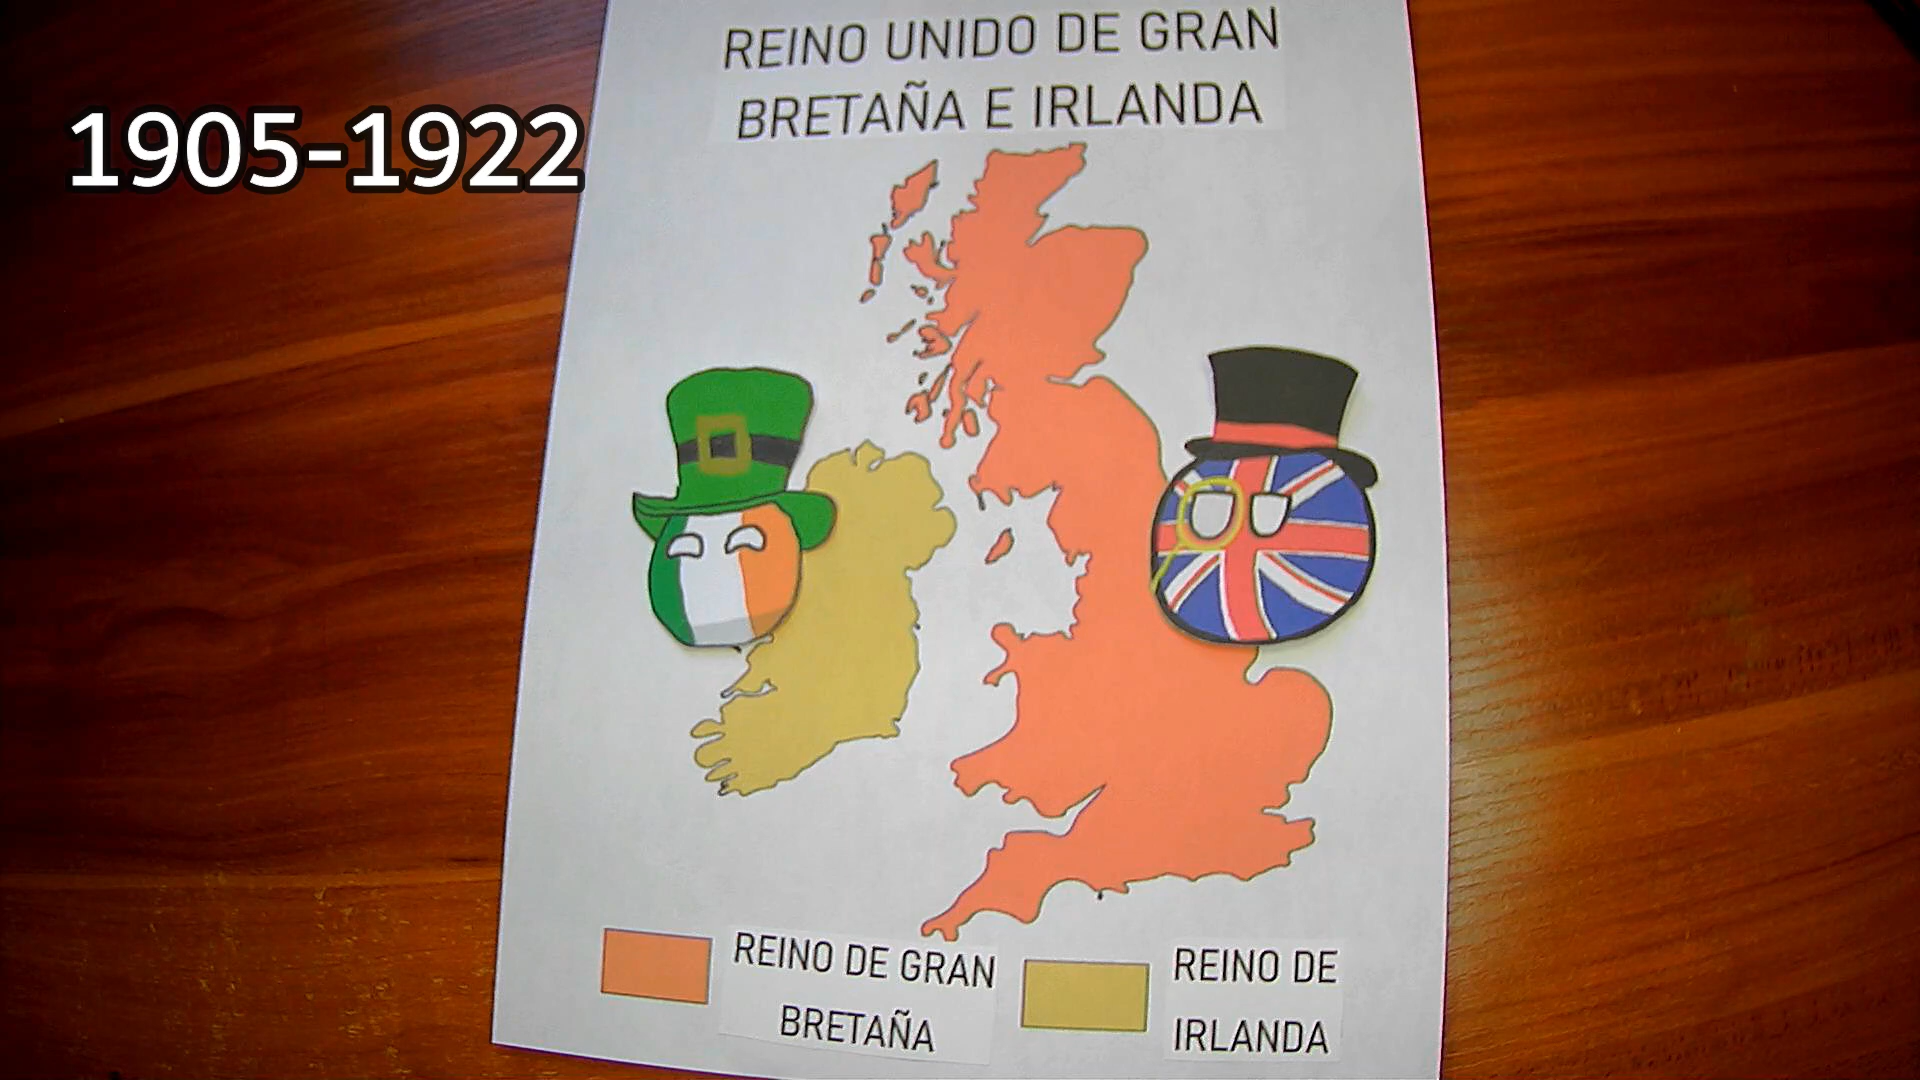 1905-1922
REINO UNIDO DE GRAN
BRETAÑA E IRLANDA
REINO DE GRAN
BRETAÑA
REINO DE
IRLANDA